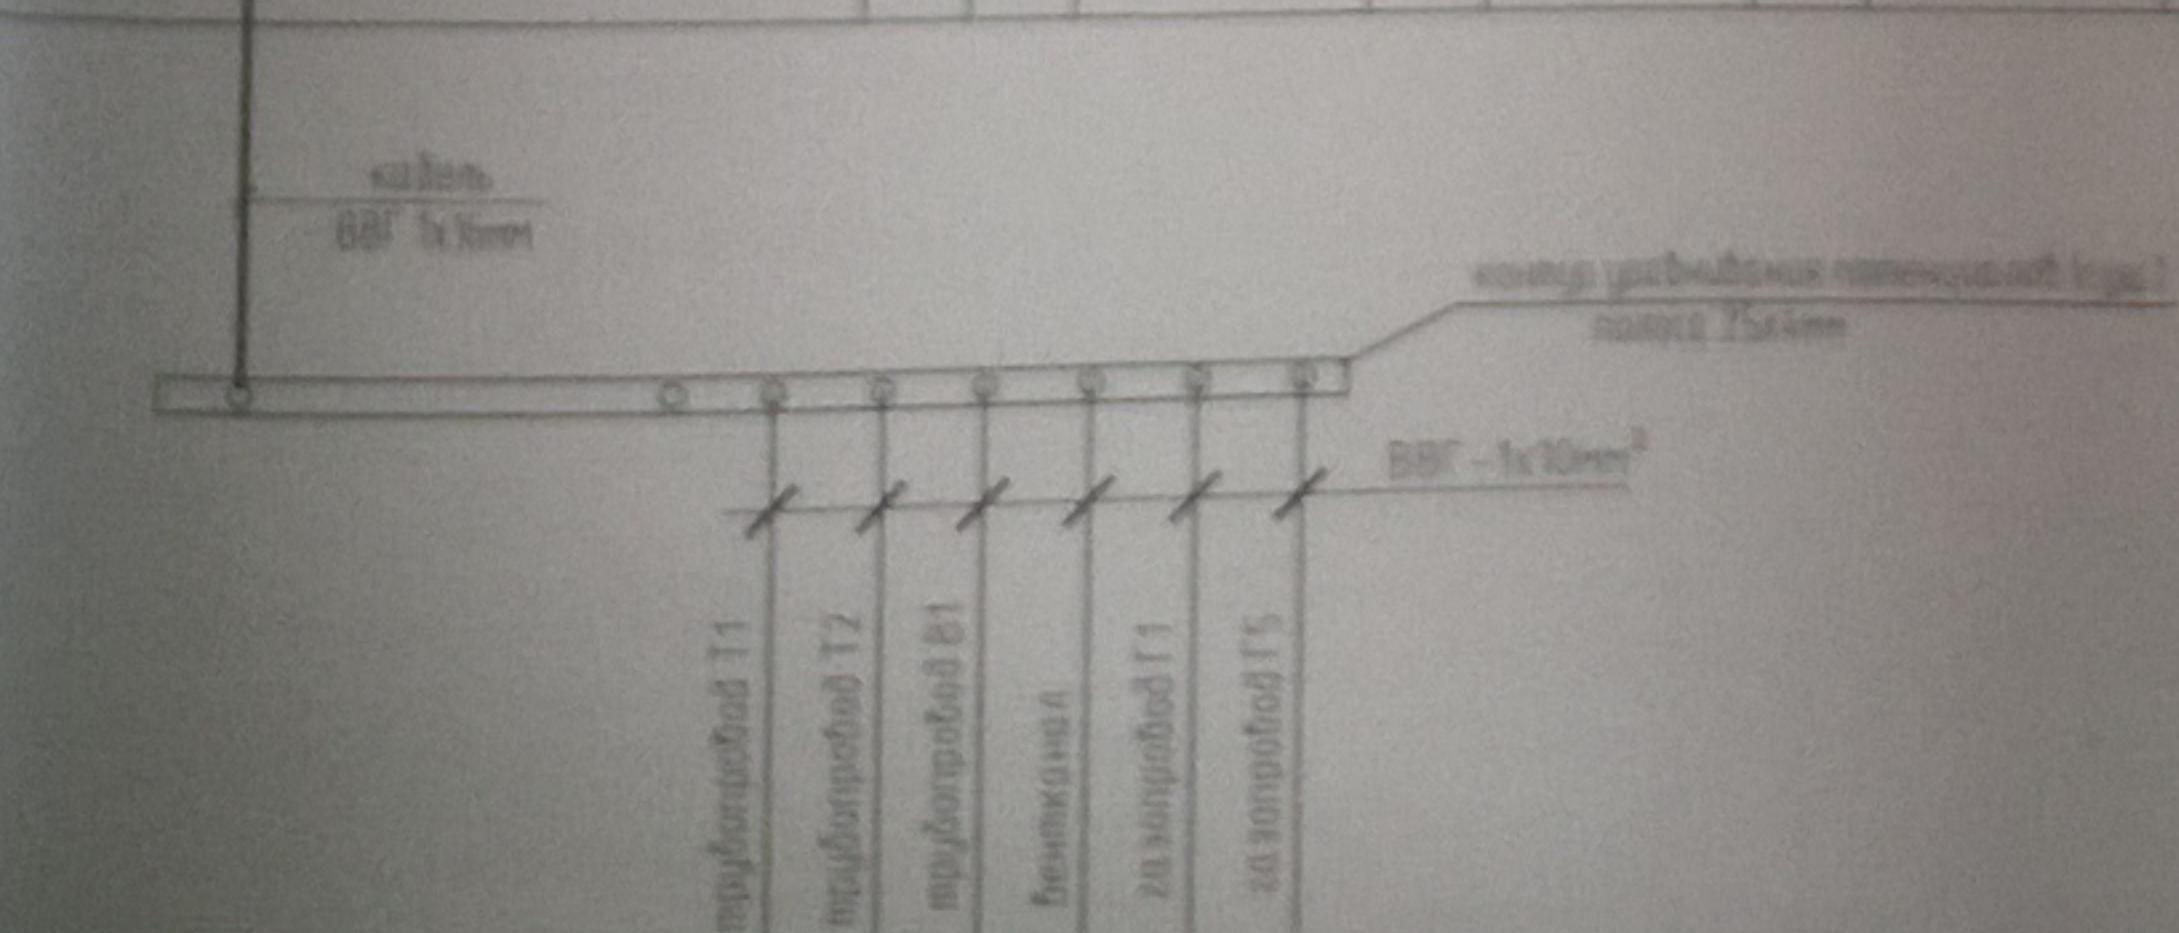 кабель
ВВГ 1х16мм
контур уравнивания потенциалов
полоса 25х4мм
ВВГ - 1х10мм²
трубопровод Т1
трубопровод Т2
трубопровод В1
вентканал
газопровод Г1
газопровод Г5